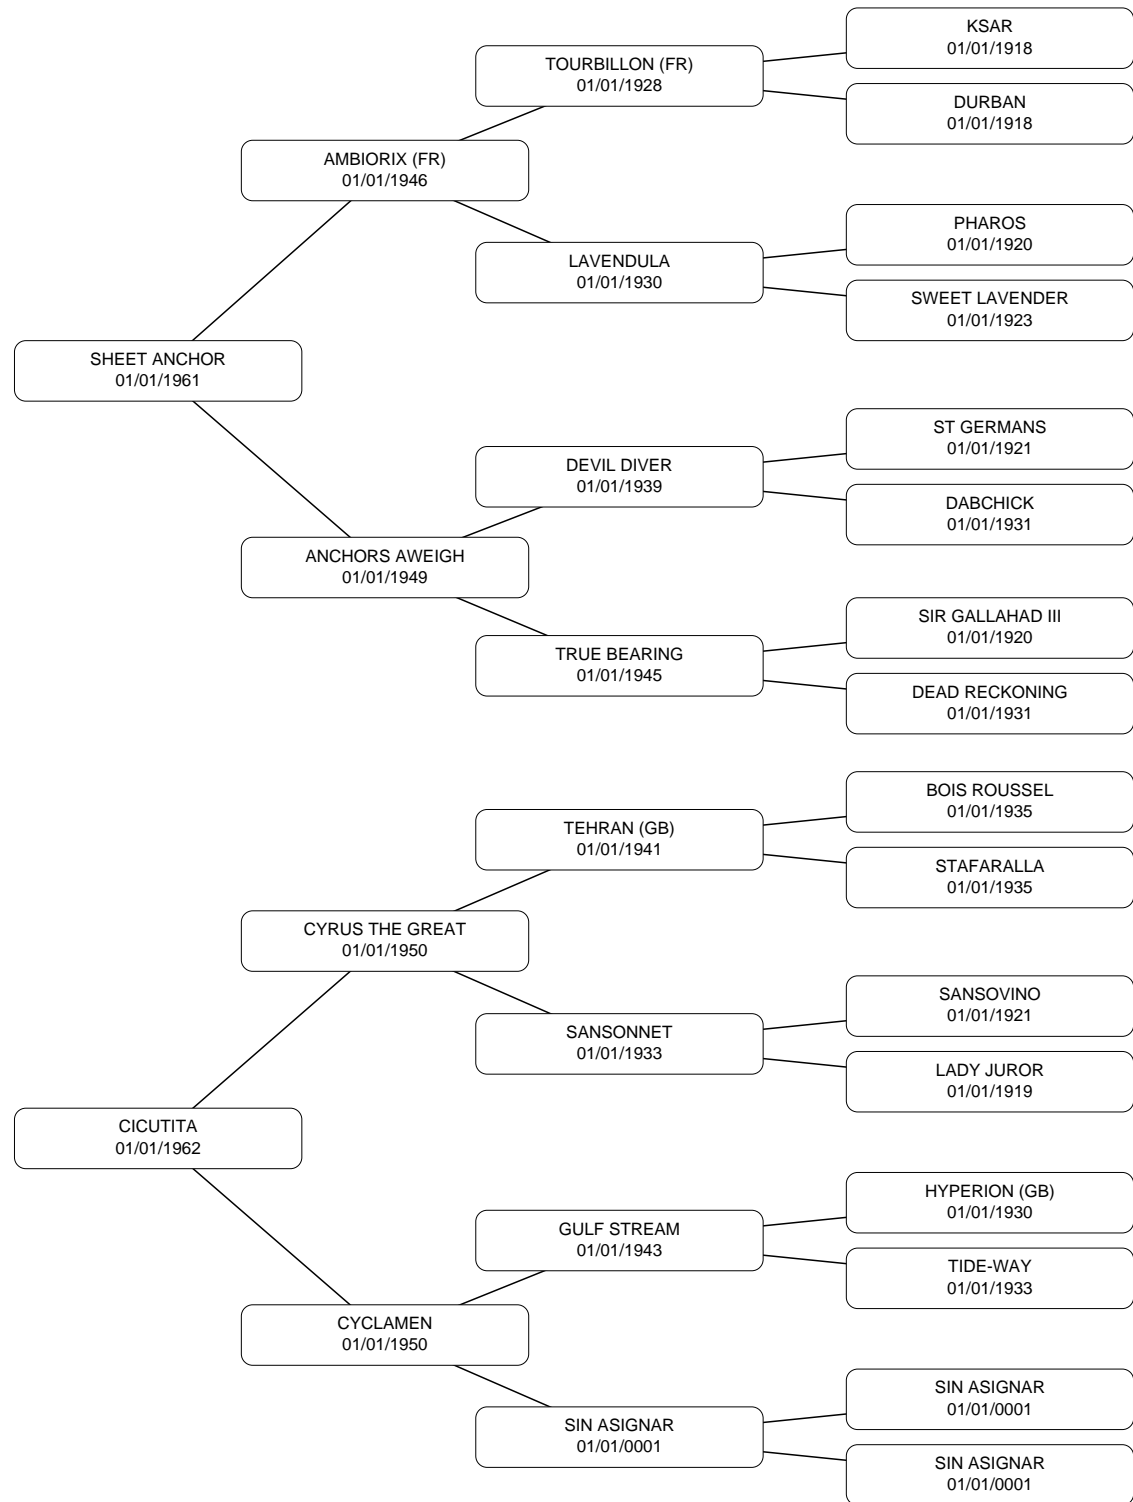 KSAR
01/01/1918
TOURBILLON (FR)
01/01/1928
DURBAN
01/01/1918
AMBIORIX (FR)
01/01/1946
PHAROS
01/01/1920
LAVENDULA
01/01/1930
SWEET LAVENDER
01/01/1923
SHEET ANCHOR
01/01/1961
ST GERMANS
01/01/1921
DEVIL DIVER
01/01/1939
DABCHICK
01/01/1931
ANCHORS AWEIGH
01/01/1949
SIR GALLAHAD III
01/01/1920
TRUE BEARING
01/01/1945
DEAD RECKONING
01/01/1931
BOIS ROUSSEL
01/01/1935
TEHRAN (GB)
01/01/1941
STAFARALLA
01/01/1935
CYRUS THE GREAT
01/01/1950
SANSOVINO
01/01/1921
SANSONNET
01/01/1933
LADY JUROR
01/01/1919
CICUTITA
01/01/1962
HYPERION (GB)
01/01/1930
GULF STREAM
01/01/1943
TIDE-WAY
01/01/1933
CYCLAMEN
01/01/1950
SIN ASIGNAR
01/01/0001
SIN ASIGNAR
01/01/0001
SIN ASIGNAR
01/01/0001